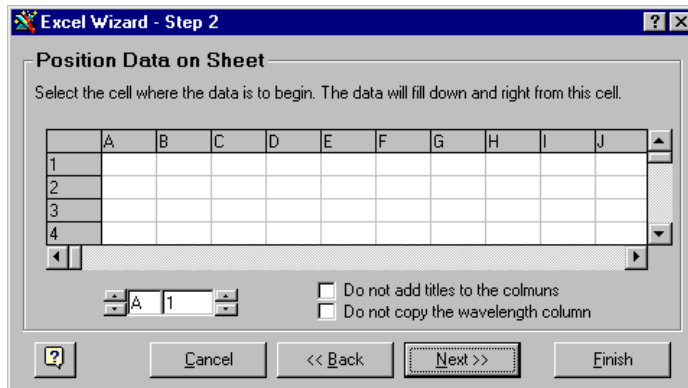 Excel Wizard - Step 2
Position Data on Sheet
Select the cell where the data is to begin. The data will fill down and right from this cell.
A B C D E F G H I J
1
2
3
4
A 1
Do not add titles to the colmuns
Do not copy the wavelength column
Cancel << Back Next >> Finish